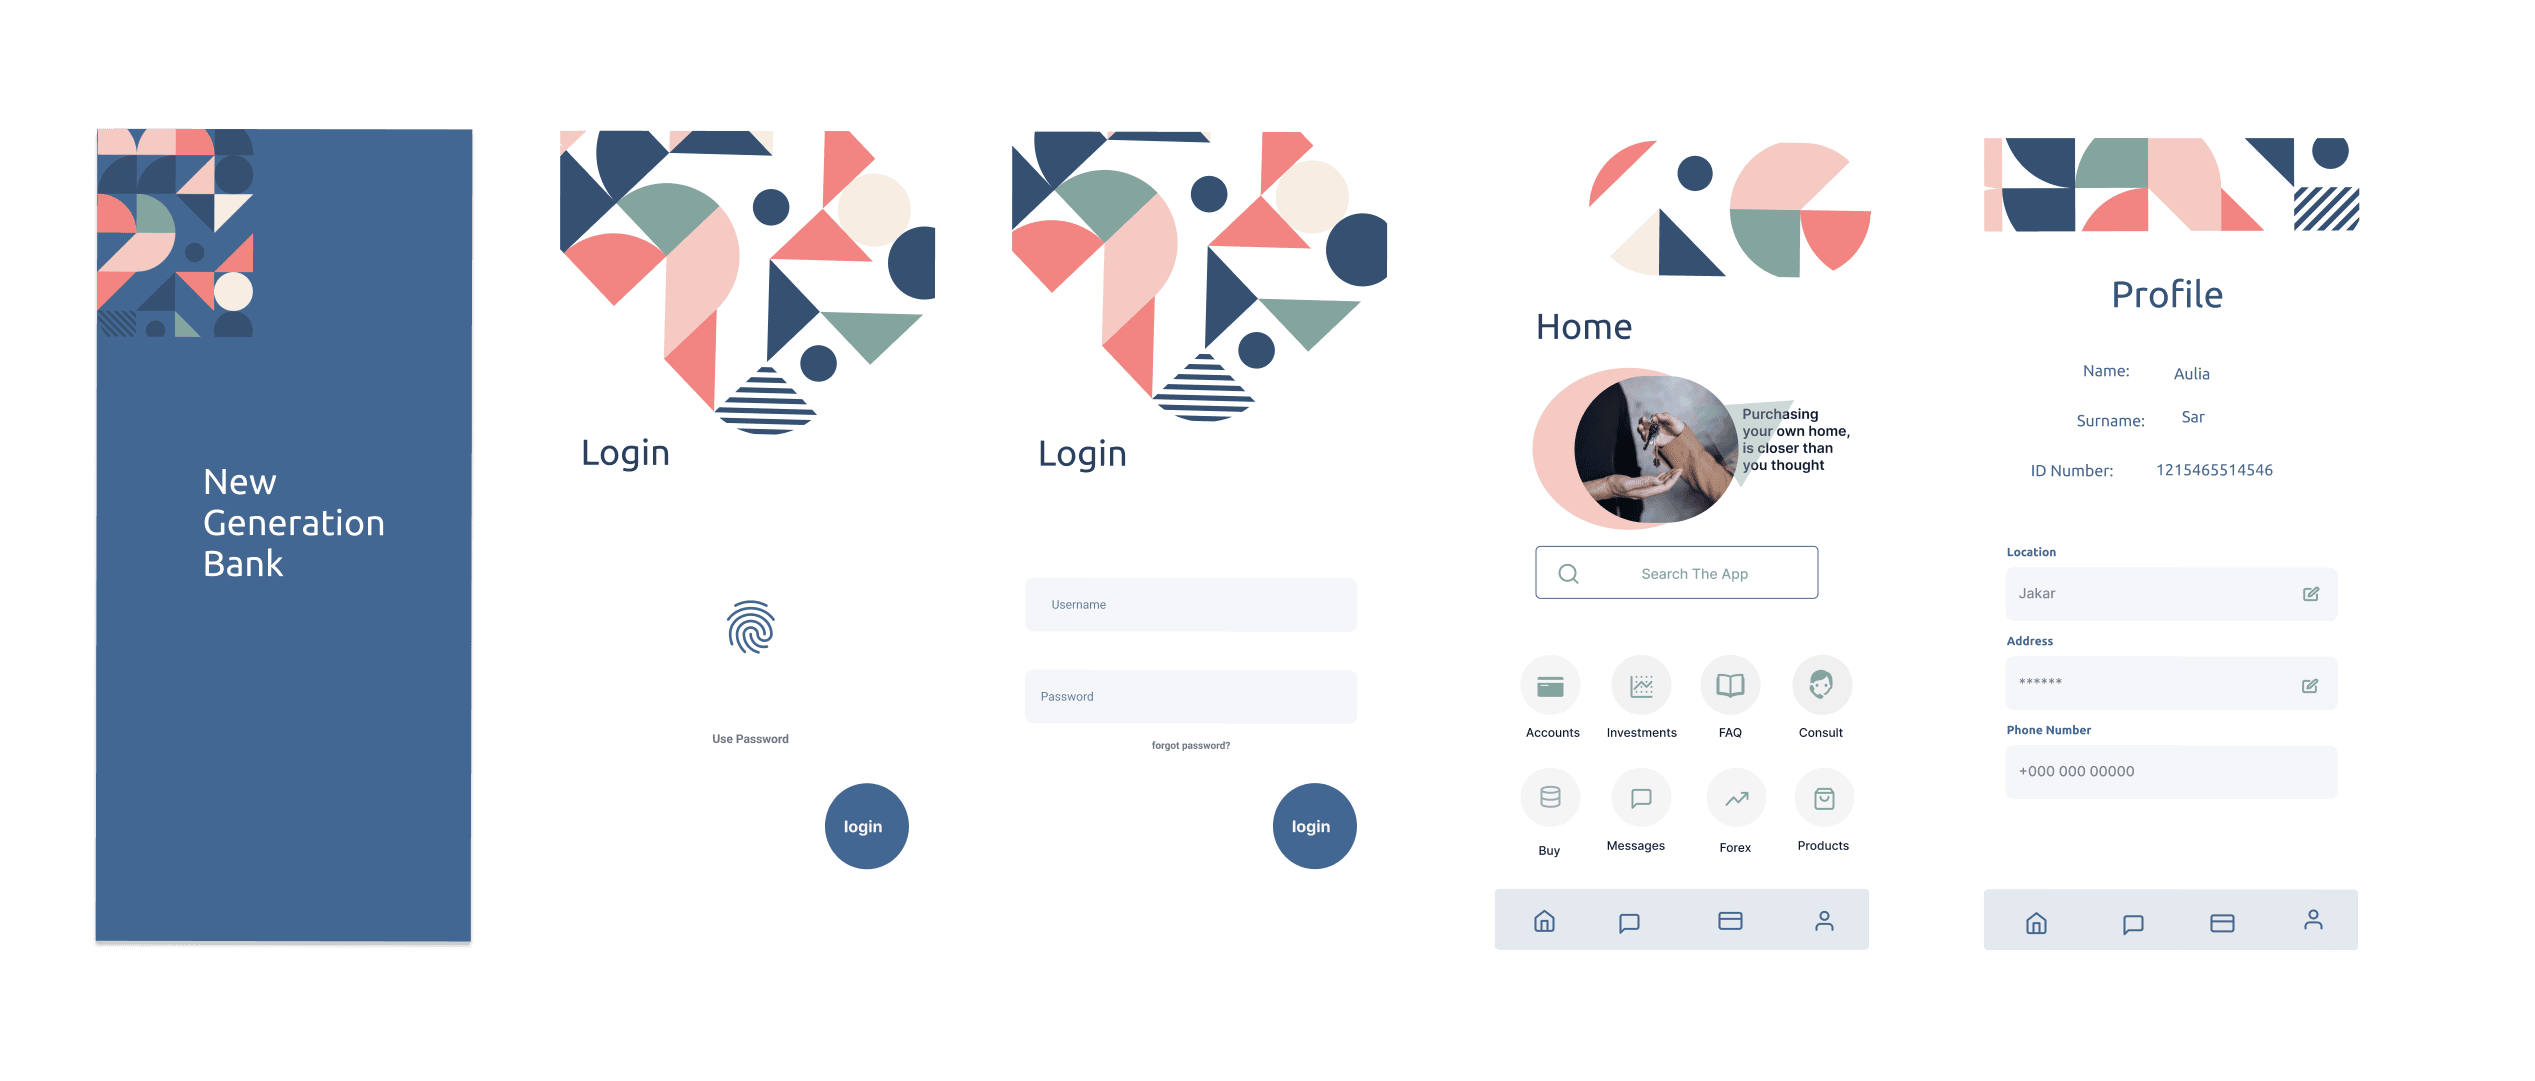 New
Generation
Bank
Login
Use Password
login
Login
Username
Password
forgot password?
login
Home
Purchasing
your own home,
is closer than
you thought
Search The App
Accounts Investments FAQ Consult
Buy Messages Forex Products
Profile
Name: Aulia
Surname: Sar
ID Number: 1215465514546
Location
Jakar
Address
******
Phone Number
+000 000 00000